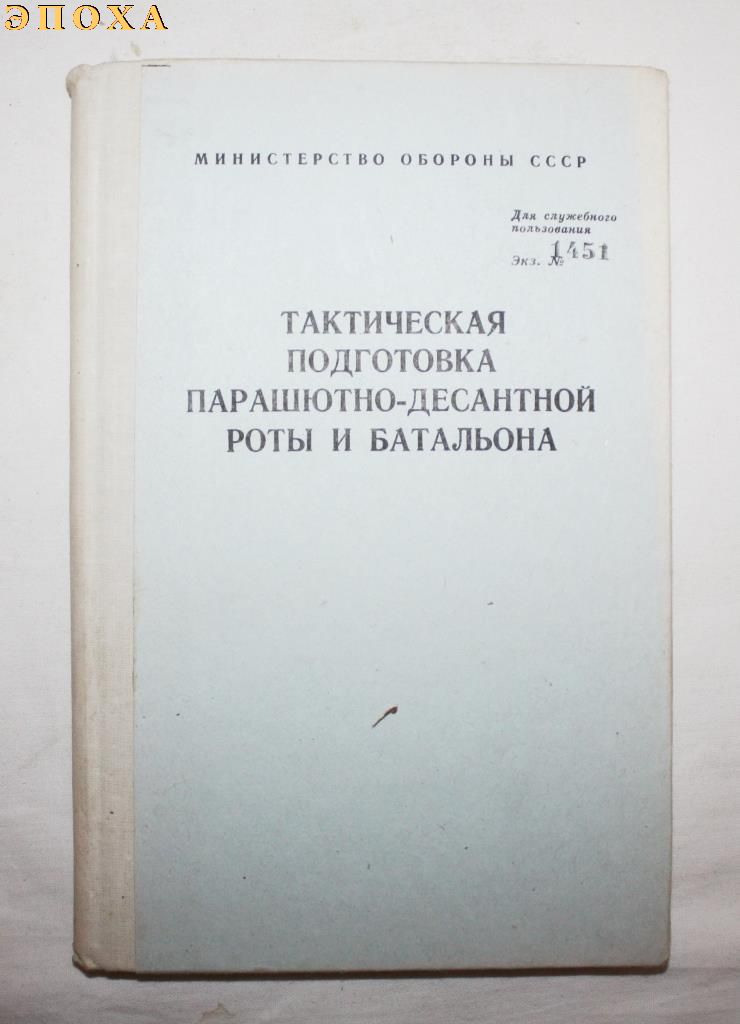 ЭПОХА
МИНИСТЕРСТВО ОБОРОНЫ СССР
Для служебного
пользования
Экз. № 1451
ТАКТИЧЕСКАЯ
ПОДГОТОВКА
ПАРАШЮТНО-ДЕСАНТНОЙ
РОТЫ И БАТАЛЬОНА